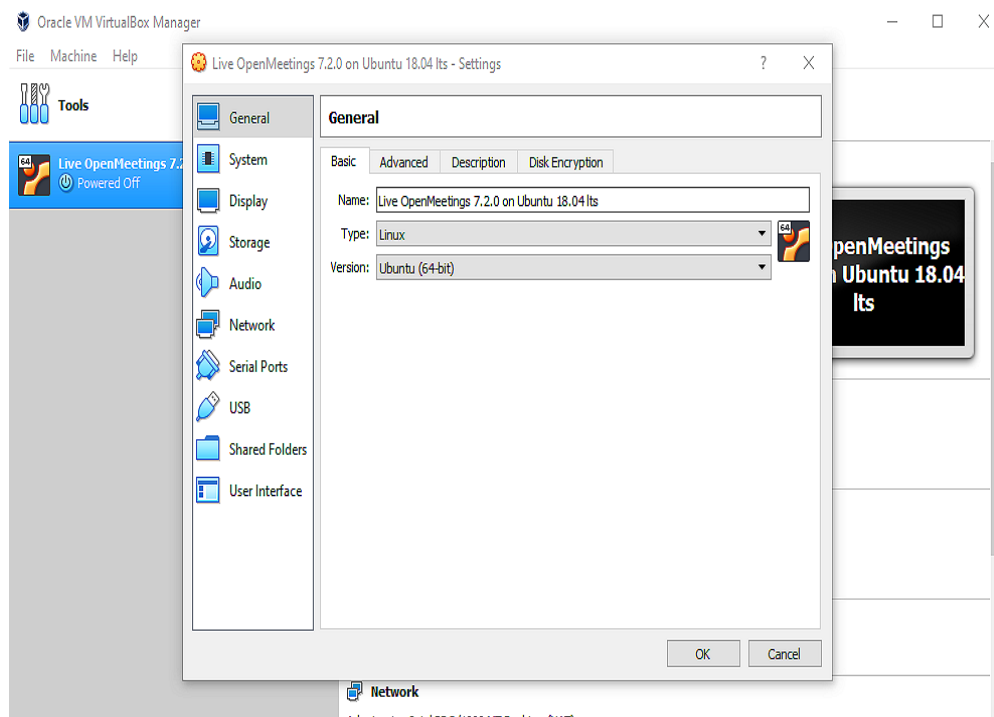 Oracle VM VirtualBox Manager
File Machine Help
Tools
64
Live OpenMeetings 7.2
Powered Off
Live OpenMeetings 7.2.0 on Ubuntu 18.04 lts - Settings
?
General
System
Display
Storage
Audio
Network
Serial Ports
USB
Shared Folders
User Interface
General
Basic Advanced Description Disk Encryption
Name: Live OpenMeetings 7.2.0 on Ubuntu 18.04 lts
Type: Linux
64
Version: Ubuntu (64-bit)
OK Cancel
penMeetings
Ubuntu 18.04
lts
Network